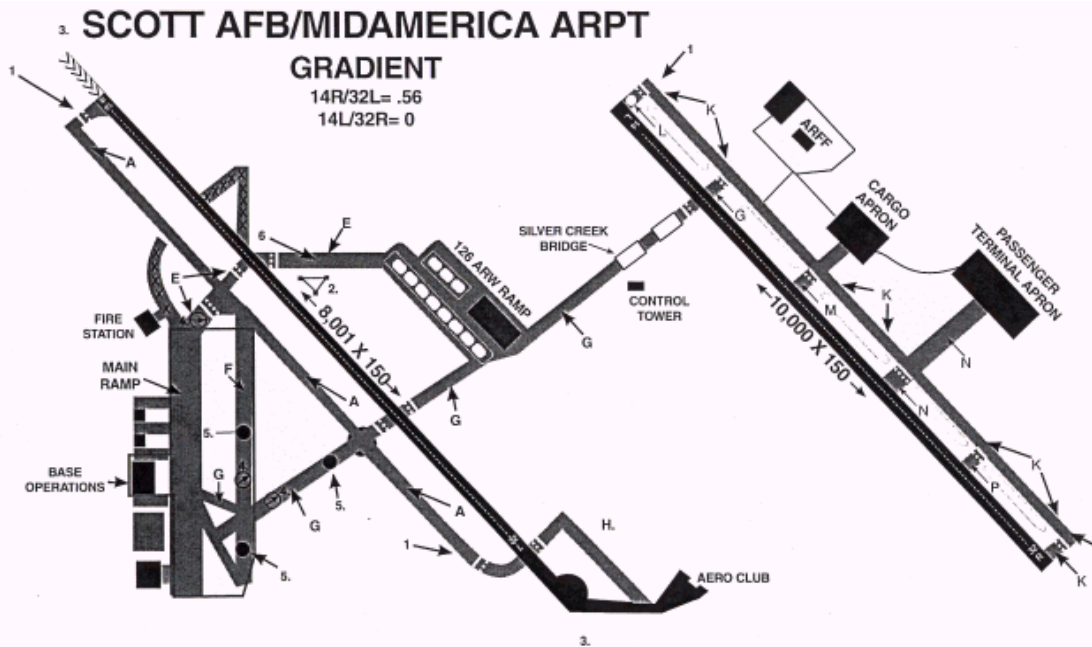 3. SCOTT AFB/MIDAMERICA ARPT
GRADIENT
14R/32L= .56
14L/32R= 0
1
1
K
L
ARFF
A
G
CARGO
APRON
PASSENGER
TERMINAL APRON
6
E
SILVER CREEK
BRIDGE
126 ARW RAMP
E
2.
CONTROL
TOWER
K
8,001 X 150
10,000 X 150
M
FIRE
STATION
G
N
MAIN
RAMP
F
A
G
N
5.
4.
BASE
OPERATIONS
G
5.
G
A
P
K
H.
1
5.
AERO CLUB
K
3.